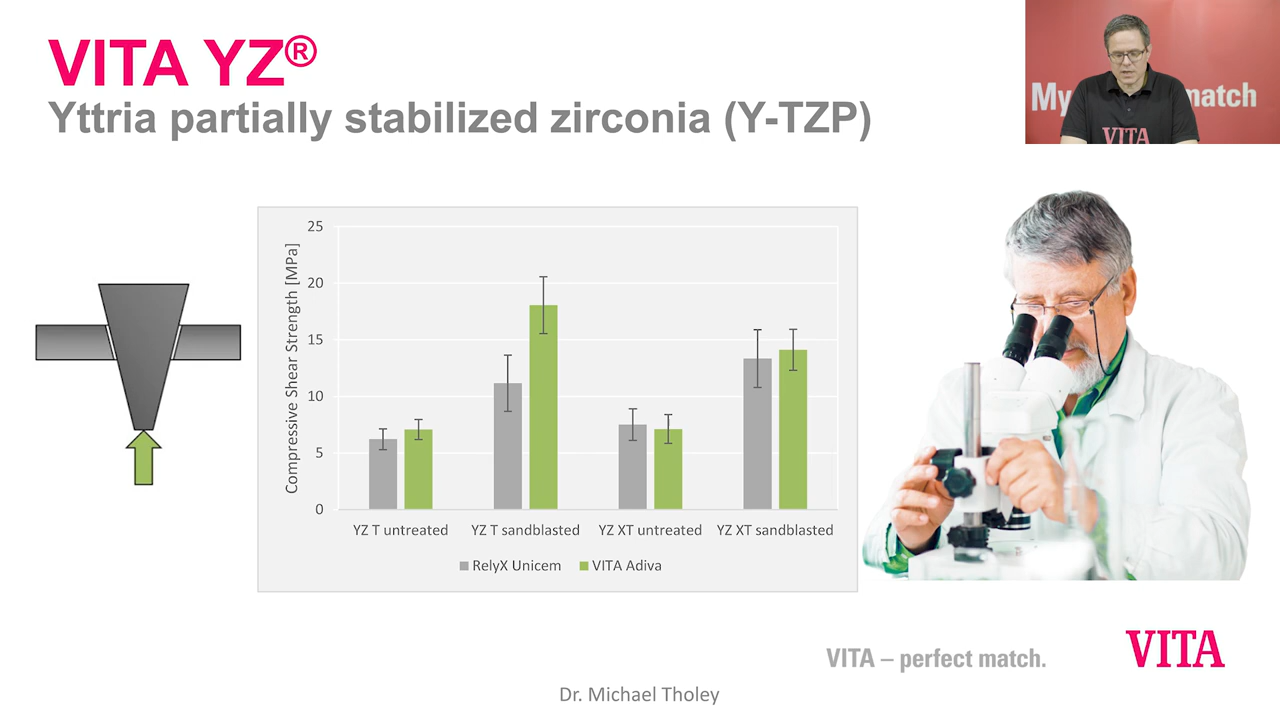 VITA YZ®
Yttria partially stabilized zirconia (Y-TZP)
My
match
VITA
Compressive Shear Strength [MPa]
25
20
15
10
5
0
YZ T untreated YZ T sandblasted YZ XT untreated YZ XT sandblasted
RelyX Unicem VITA Adiva
VITA – perfect match.
VITA
Dr. Michael Tholey